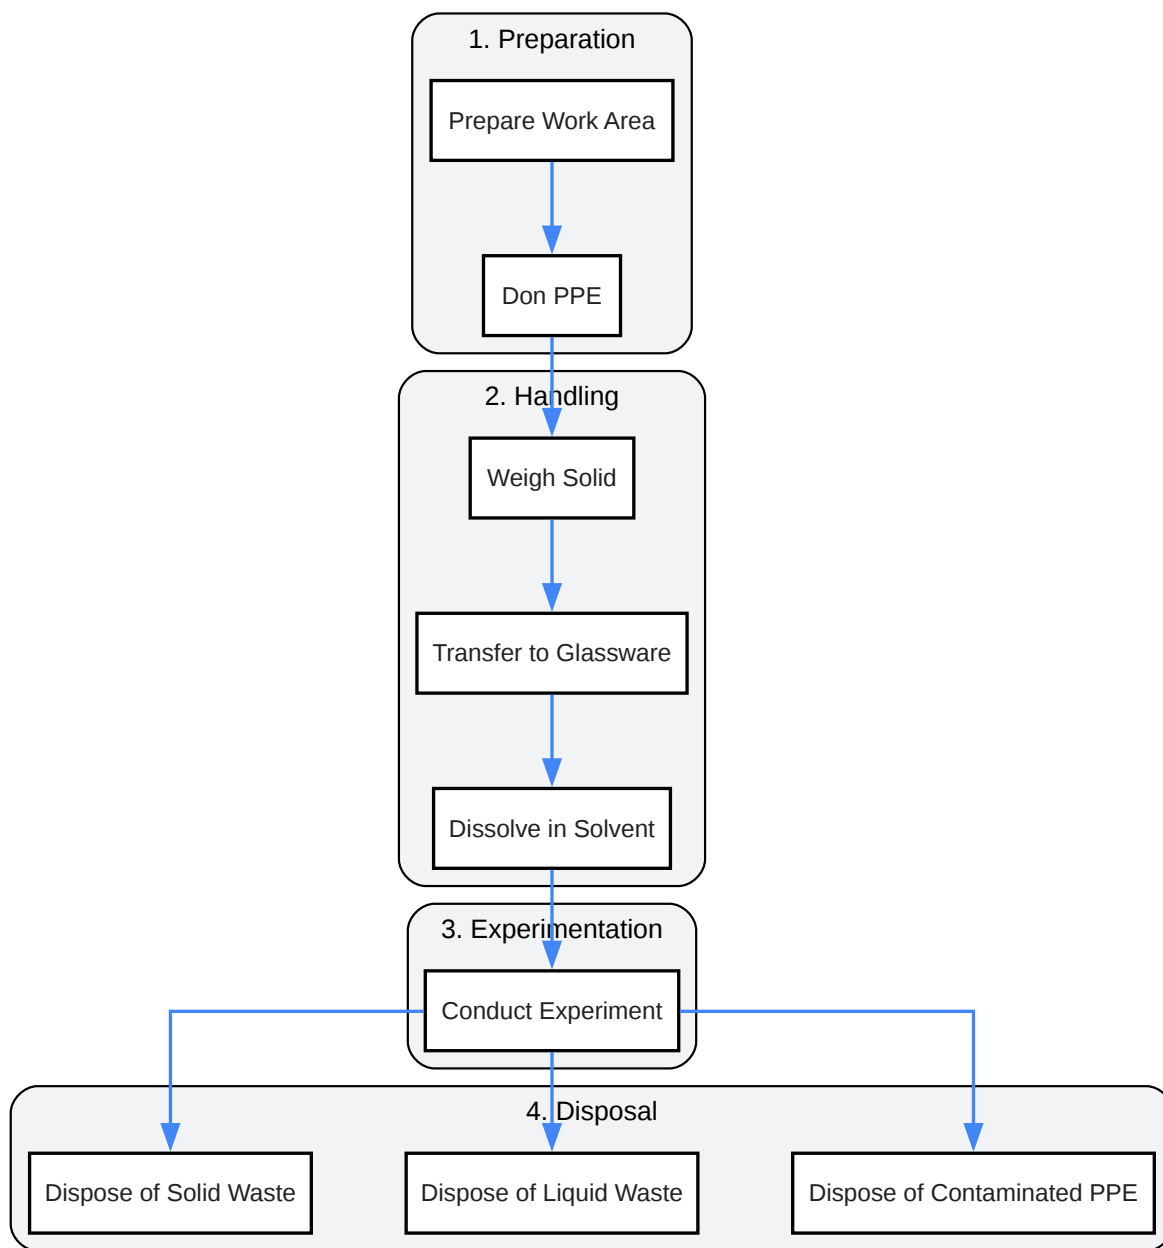 1. Preparation
Prepare Work Area
Don PPE
2. Handling
Weigh Solid
Transfer to Glassware
Dissolve in Solvent
3. Experimentation
Conduct Experiment
4. Disposal
Dispose of Solid Waste
Dispose of Liquid Waste
Dispose of Contaminated PPE